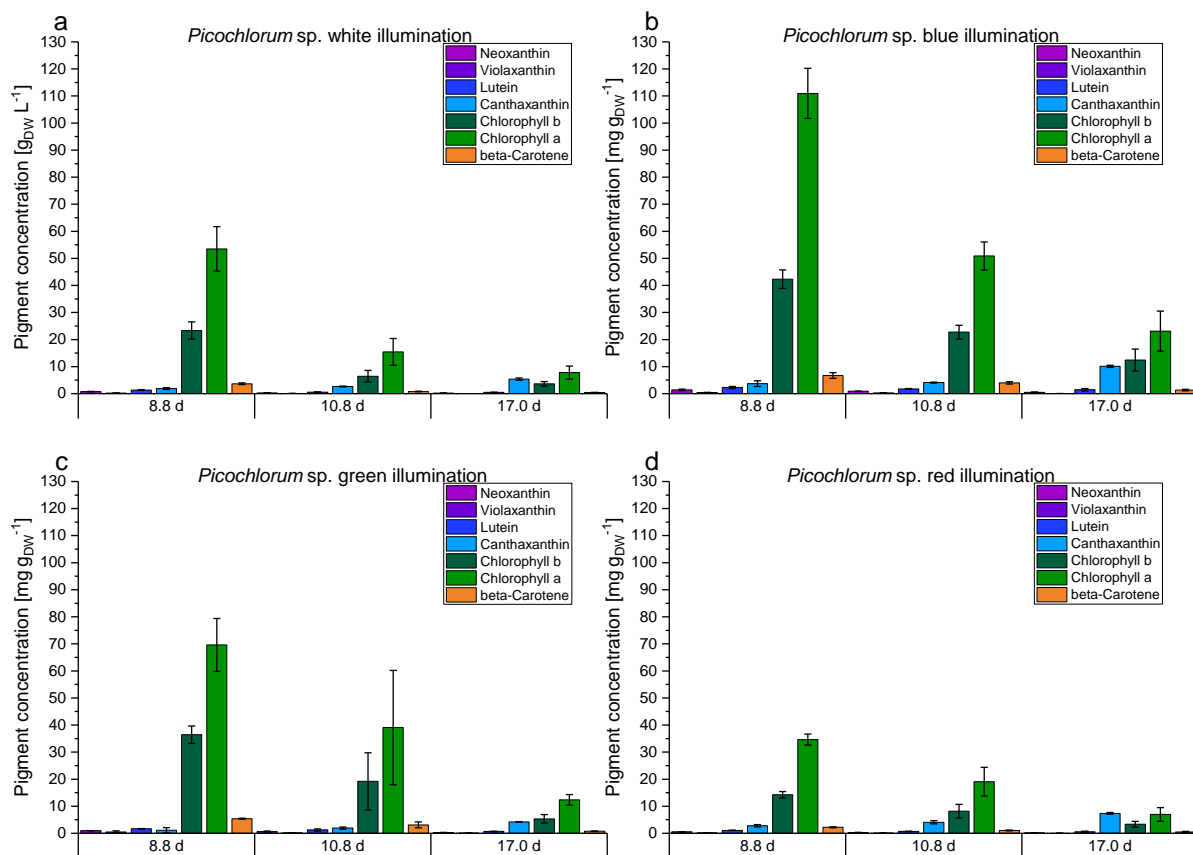 a
Picochlorum sp. white illumination
Pigment concentration [gDW L-1]
130
120
110
100
90
80
70
60
50
40
30
20
10
0
Neoxanthin
Violaxanthin
Lutein
Canthaxanthin
Chlorophyll b
Chlorophyll a
beta-Carotene
8.8 d 10.8 d 17.0 d
b
Picochlorum sp. blue illumination
Pigment concentration [mg gDW-1]
130
120
110
100
90
80
70
60
50
40
30
20
10
0
Neoxanthin
Violaxanthin
Lutein
Canthaxanthin
Chlorophyll b
Chlorophyll a
beta-Carotene
8.8 d 10.8 d 17.0 d
c
Picochlorum sp. green illumination
Pigment concentration [mg gDW-1]
130
120
110
100
90
80
70
60
50
40
30
20
10
0
Neoxanthin
Violaxanthin
Lutein
Canthaxanthin
Chlorophyll b
Chlorophyll a
beta-Carotene
8.8 d 10.8 d 17.0 d
d
Picochlorum sp. red illumination
Pigment concentration [mg gDW-1]
130
120
110
100
90
80
70
60
50
40
30
20
10
0
Neoxanthin
Violaxanthin
Lutein
Canthaxanthin
Chlorophyll b
Chlorophyll a
beta-Carotene
8.8 d 10.8 d 17.0 d